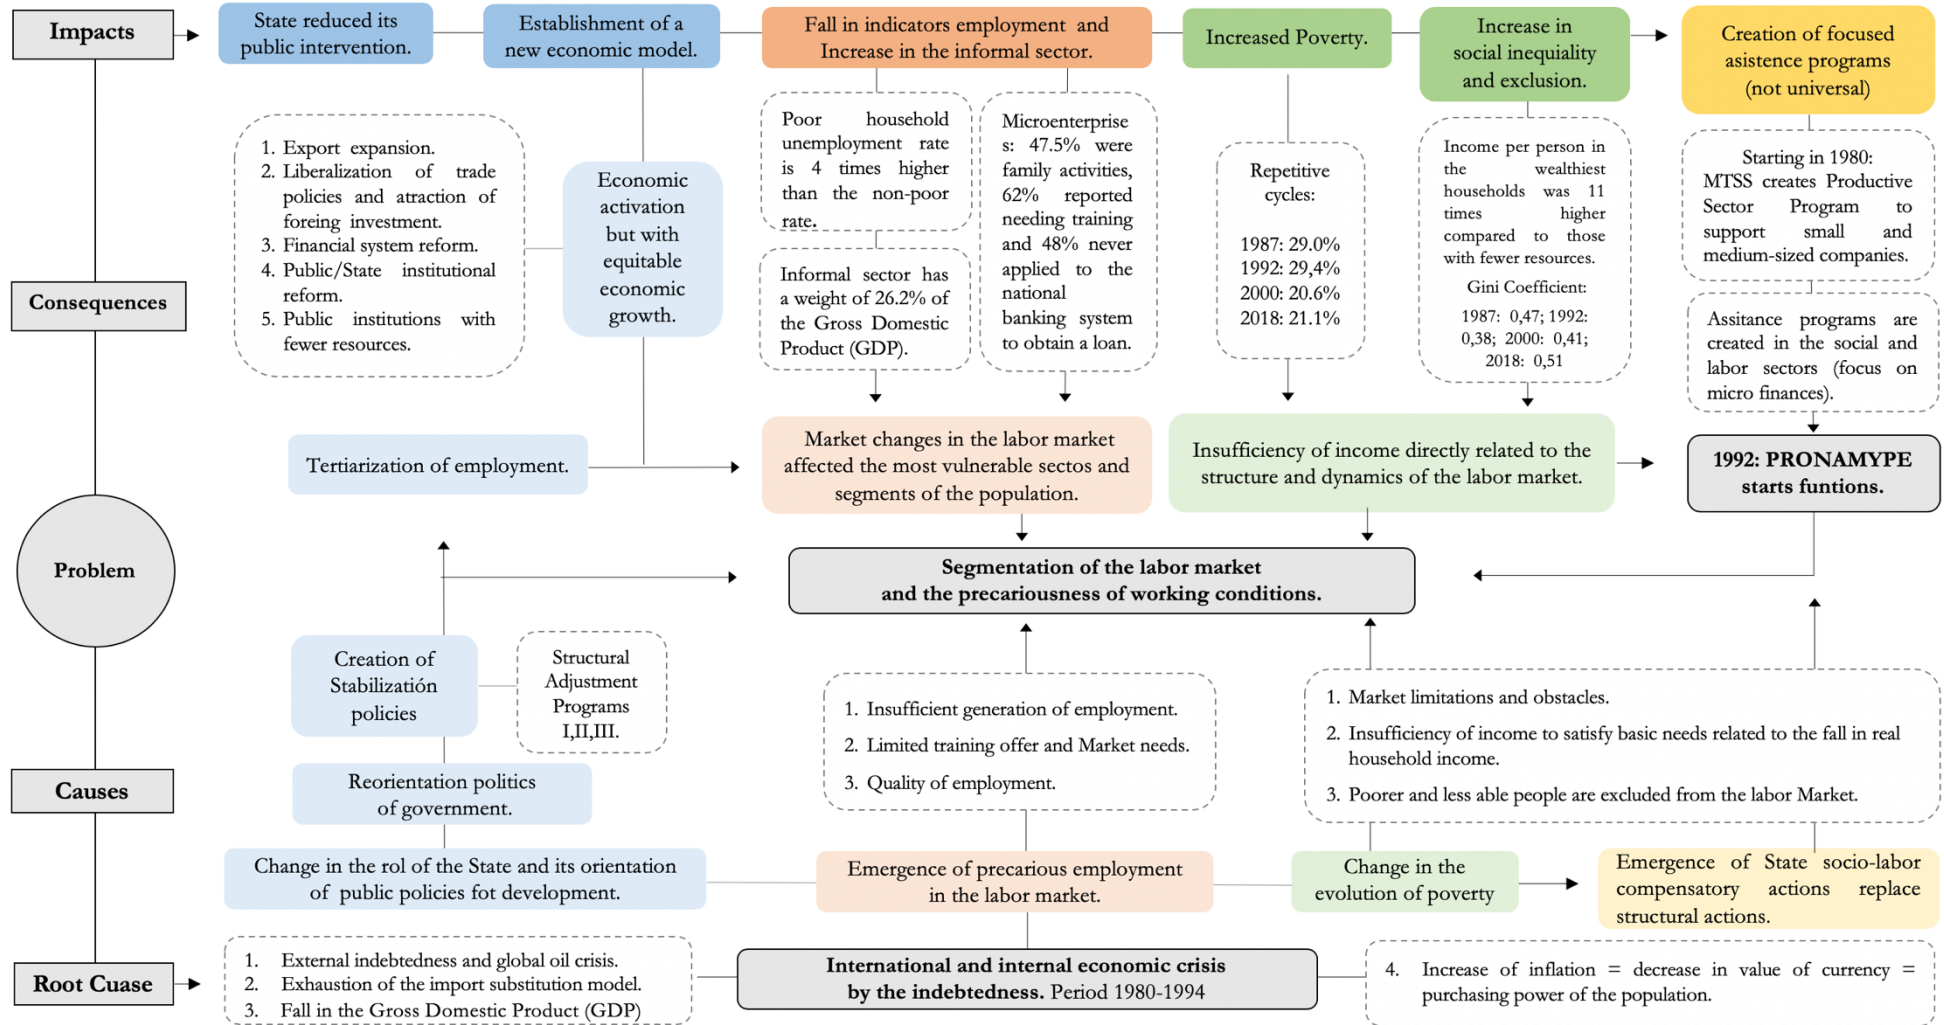 Impacts
State reduced its
public intervention.
Establishment of a
new economic model.
Fall in indicators employment and
Increase in the informal sector.
Increased Poverty.
Increase in
social inequiality
and exclusion.
Creation of focused
asistence programs
(not universal)
1. Export expansion.
2. Liberalization of trade
policies and atraction of
foreing investment.
3. Financial system reform.
4. Public/State institutional
reform.
5. Public institutions with
fewer resources.
Economic
activation
but with
equitable
economic
growth.
Poor household
unemployment rate
is 4 times higher
than the non-poor
rate.
Informal sector has
a weight of 26.2% of
the Gross Domestic
Product (GDP).
Microenterprise
s: 47.5% were
family activities,
62% reported
needing training
and 48% never
applied to the
national
banking system
to obtain a loan.
Repetitive
cycles:
1987: 29.0%
1992: 29,4%
2000: 20.6%
2018: 21.1%
Income per person in
the wealthiest
households was 11
times higher
compared to those
with fewer resources.
Gini Coefficient:
1987: 0,47; 1992:
0,38; 2000: 0,41;
2018: 0,51
Starting in 1980:
MTSS creates Productive
Sector Program to
support small and
medium-sized companies.
Assitance programs are
created in the social and
labor sectors (focus on
micro finances).
Consequences
Tertiarization of employment.
Market changes in the labor market
affected the most vulnerable sectos and
segments of the population.
Insufficiency of income directly related to the
structure and dynamics of the labor market.
1992: PRONAMYPE
starts funtions.
Problem
Segmentation of the labor market
and the precariousness of working conditions.
Creation of
Stabilizatión
policies
Structural
Adjustment
Programs
I,II,III.
1. Insufficient generation of employment.
2. Limited training offer and Market needs.
3. Quality of employment.
1. Market limitations and obstacles.
2. Insufficiency of income to satisfy basic needs related to the fall in real
household income.
3. Poorer and less able people are excluded from the labor Market.
Causes
Reorientation politics
of government.
Change in the rol of the State and its orientation
of public policies fot development.
Emergence of precarious employment
in the labor market.
Change in the
evolution of poverty
Emergence of State socio-labor
compensatory actions replace
structural actions.
Root Cuase
1. External indebtedness and global oil crisis.
2. Exhaustion of the import substitution model.
3. Fall in the Gross Domestic Product (GDP)
International and internal economic crisis
by the indebtedness. Period 1980-1994
4. Increase of inflation = decrease in value of currency =
purchasing power of the population.